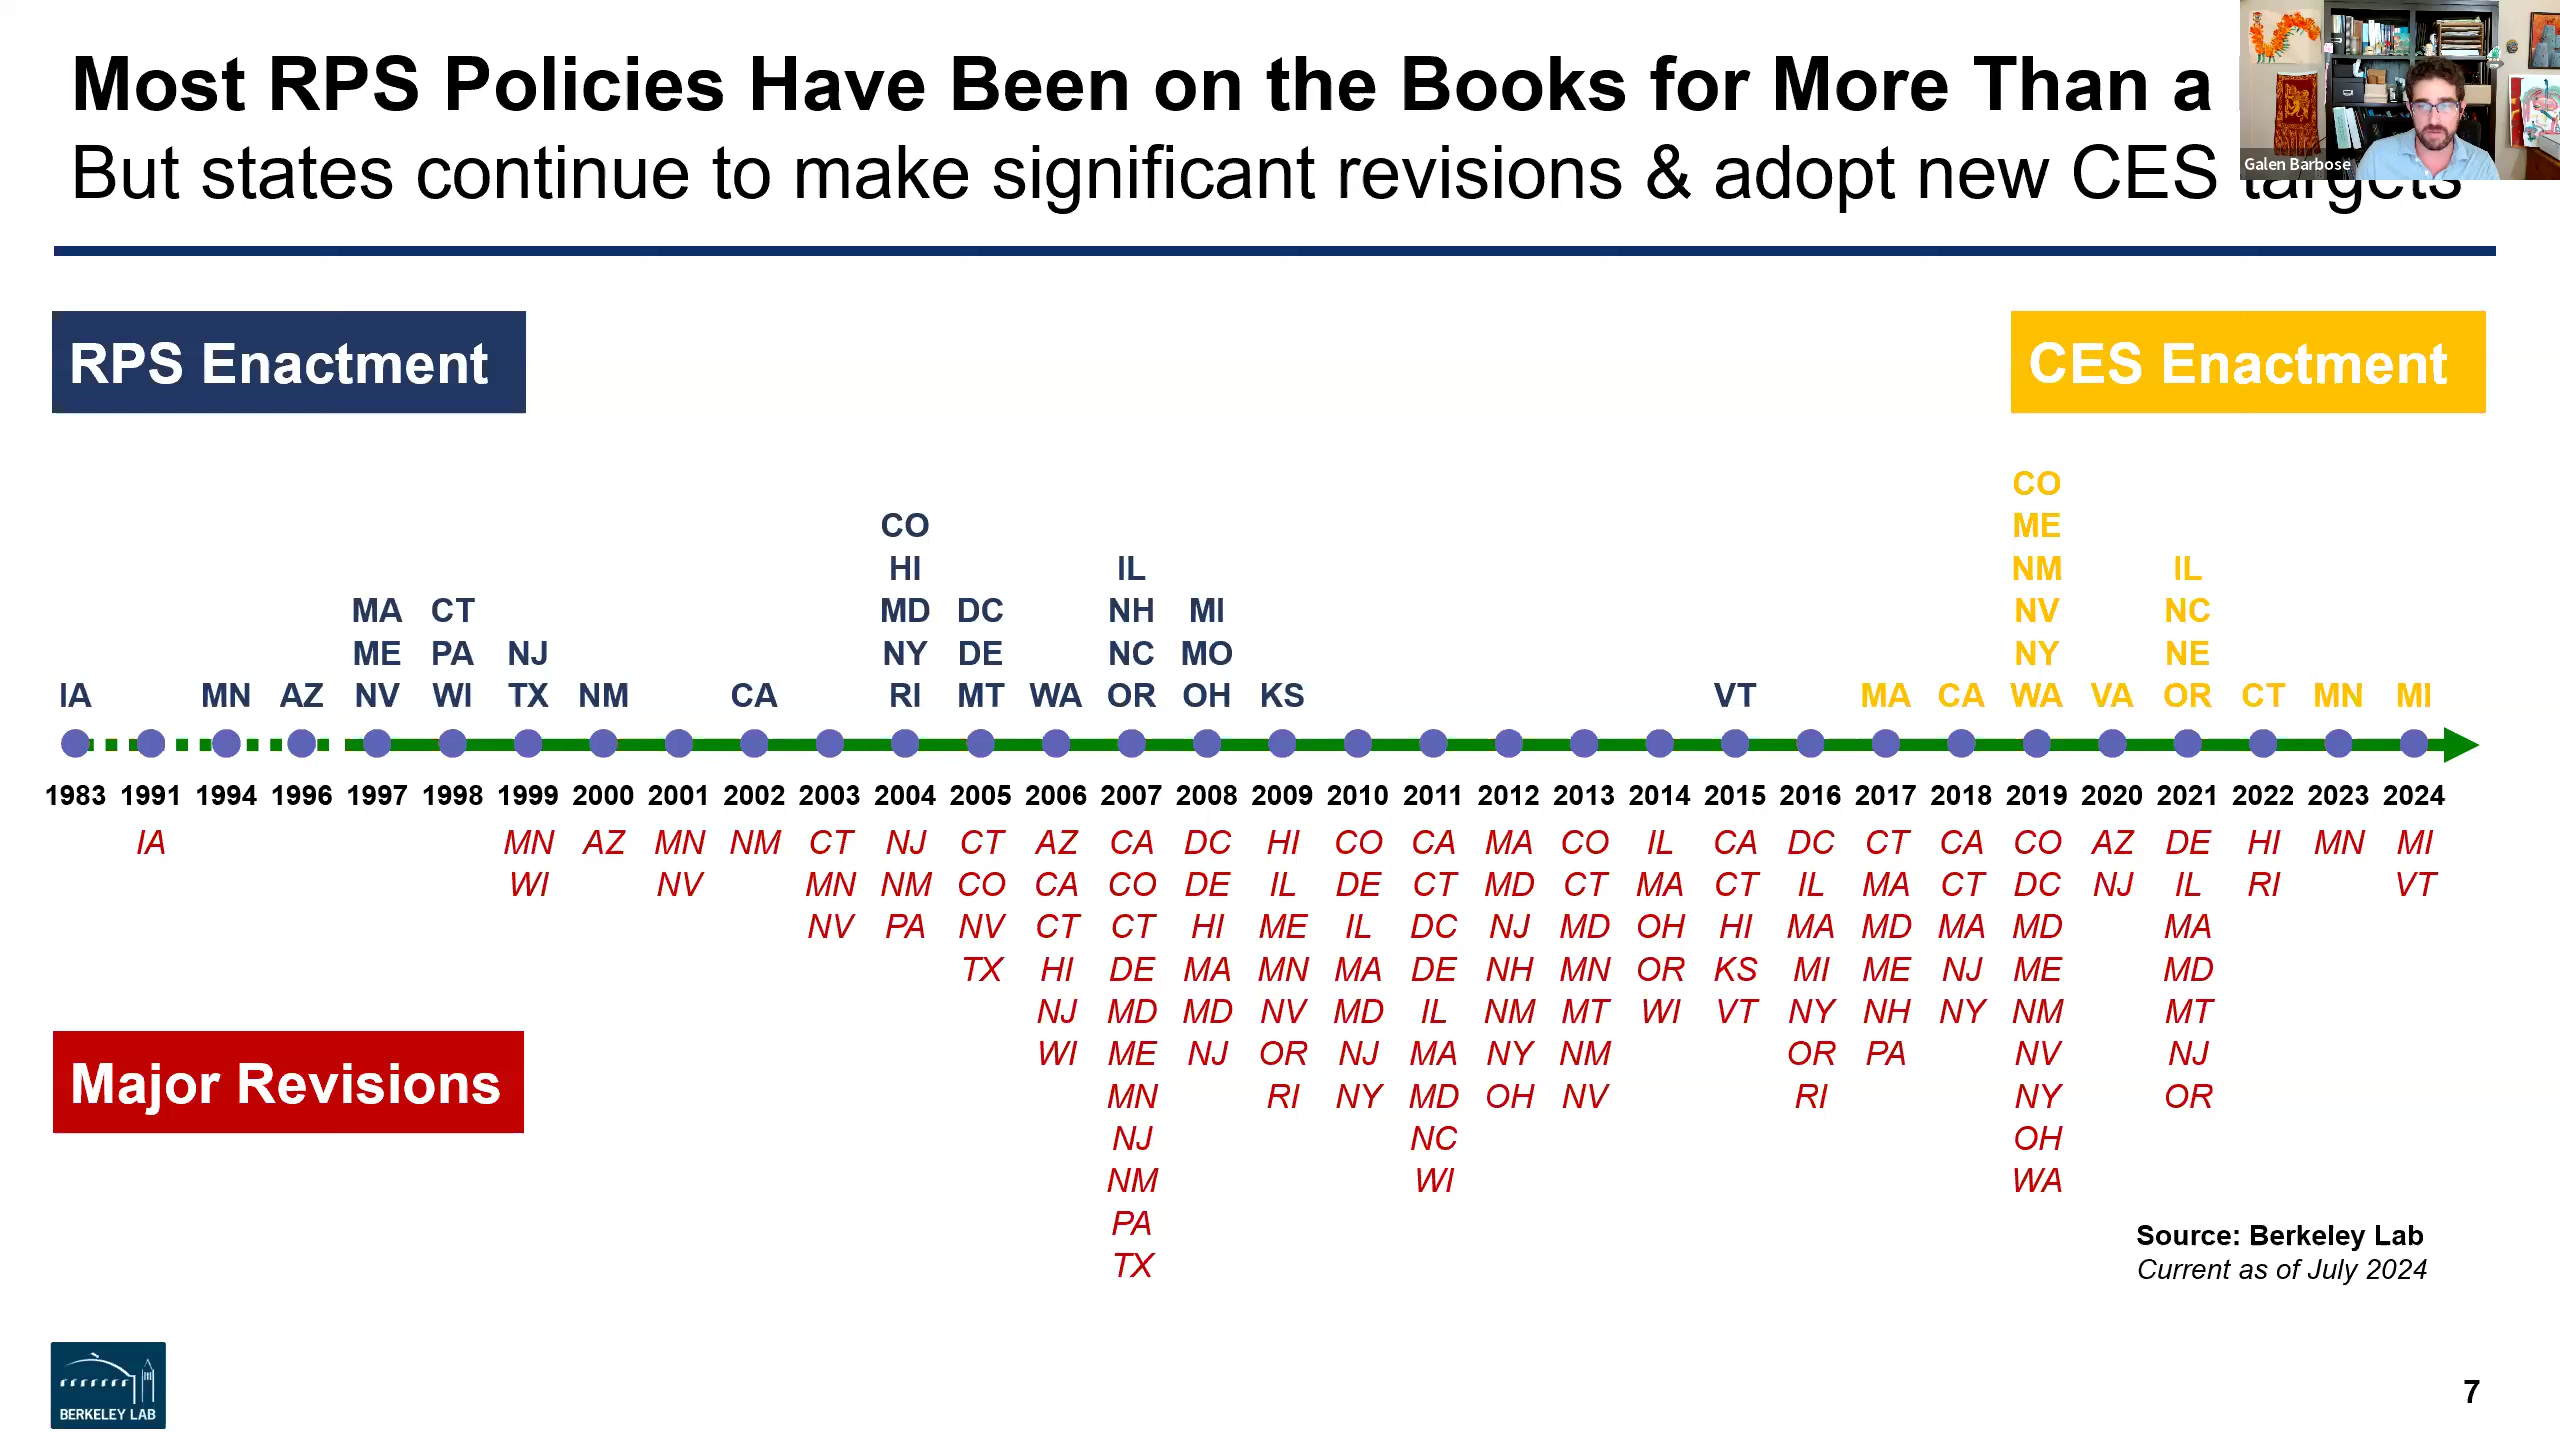 Most RPS Policies Have Been on the Books for More Than a
But states continue to make significant revisions & adopt new CES targets
Galen Barbose
RPS Enactment
CES Enactment
CO
CO
ME
HI
IL
NM
IL
MA
CT
MD
DC
NH
MI
NV
NC
ME
PA
NJ
NY
DE
NC
MO
NY
NE
IA
MN
AZ
NV
WI
TX
NM
CA
RI
MT
WA
OR
OH
KS
VT
MA
CA
WA
VA
OR
CT
MN
MI
1983 1991 1994 1996 1997 1998 1999 2000 2001 2002 2003 2004 2005 2006 2007 2008 2009 2010 2011 2012 2013 2014 2015 2016 2017 2018 2019 2020 2021 2022 2023 2024
IA MN AZ MN NM CT NJ CT AZ CA DC HI CO CA MA CO IL CA DC CT CA CO AZ DE HI MN MI
WI NV MN NM CO CA CO DE IL DE CT MD CT MA CT IL MA CT DC NJ IL RI VT
NV PA NV CT CT HI ME IL DC NJ MD OH HI MA MD MA MD MA
TX HI DE MA MN MA DE NH MN OR KS MI ME NJ ME MD
NJ MD MD NV MD IL NM MT WI VT NY NH NY NM MT
WI ME NJ OR NJ MA NY NM OR PA NV NJ
MN RI NY MD OH NV RI NY OR
NJ NC OH
NM WI WA
PA
TX
Major Revisions
Source: Berkeley Lab
Current as of July 2024
BERKELEY LAB
7